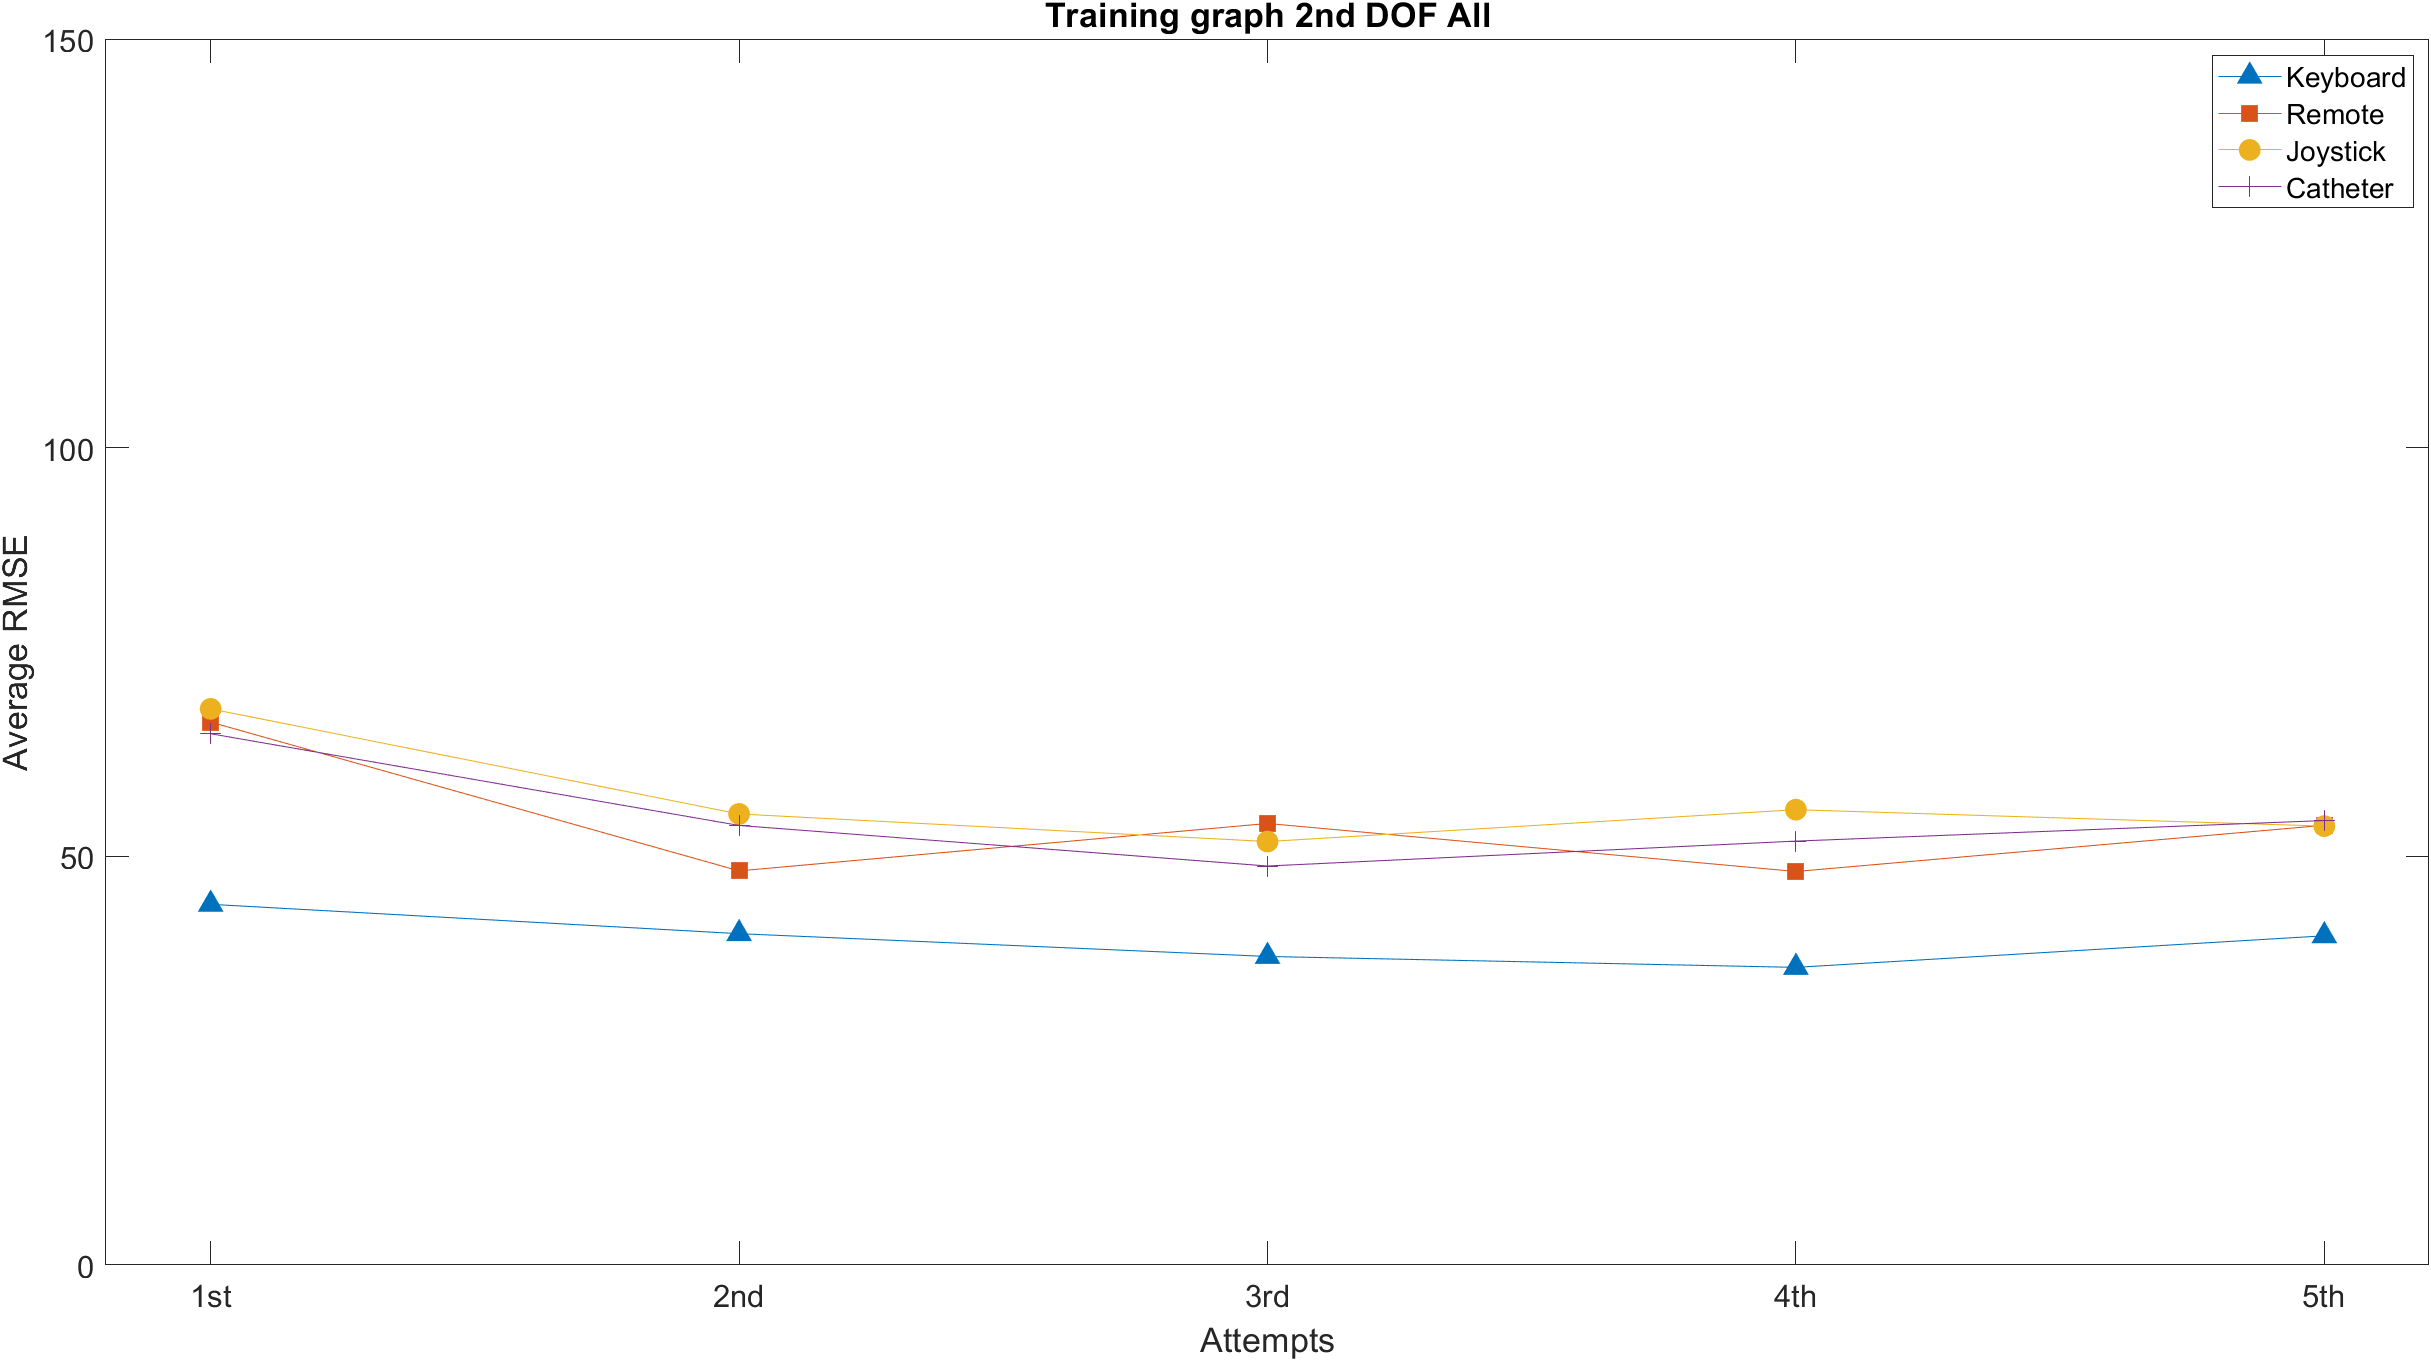 Training graph 2nd DOF All
150
100
50
0
Average RMSE
Keyboard
Remote
Joystick
Catheter
1st 2nd 3rd 4th 5th
Attempts